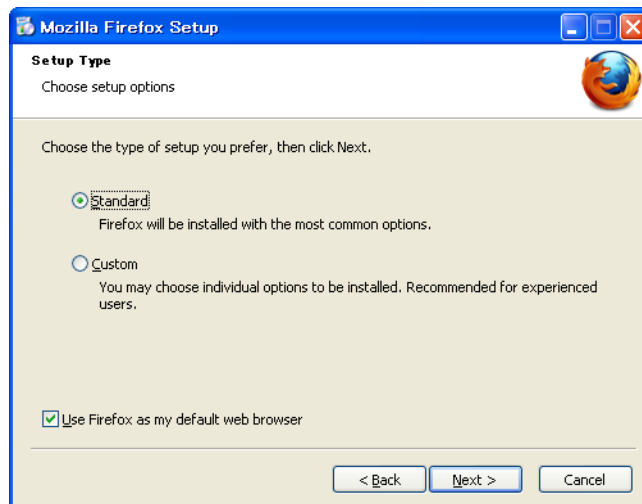 Mozilla Firefox Setup
Setup Type
Choose setup options
Choose the type of setup you prefer, then click Next.
Standard
Firefox will be installed with the most common options.
Custom
You may choose individual options to be installed. Recommended for experienced
users.
Use Firefox as my default web browser
< Back
Next >
Cancel